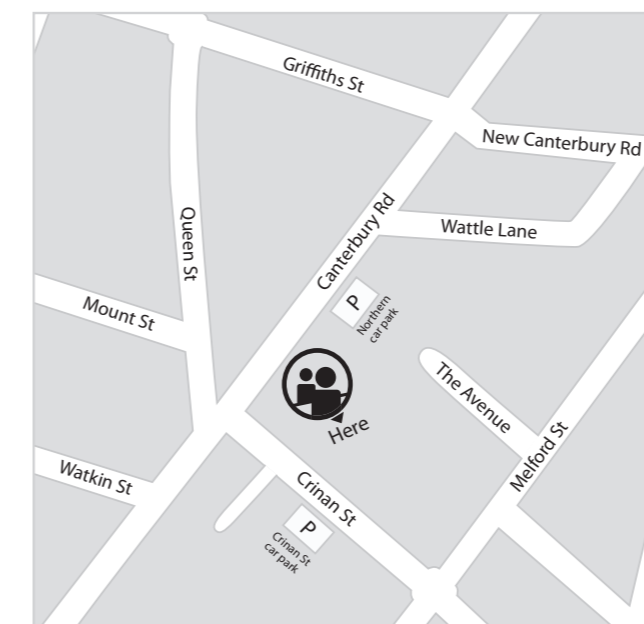 Griffiths St
New Canterbury Rd
Queen St
Canterbury Rd
Wattle Lane
Mount St
P
Northern
car park
The Avenue
Here
Melford St
Watkin St
Crinan St
P
Crinan St
car park